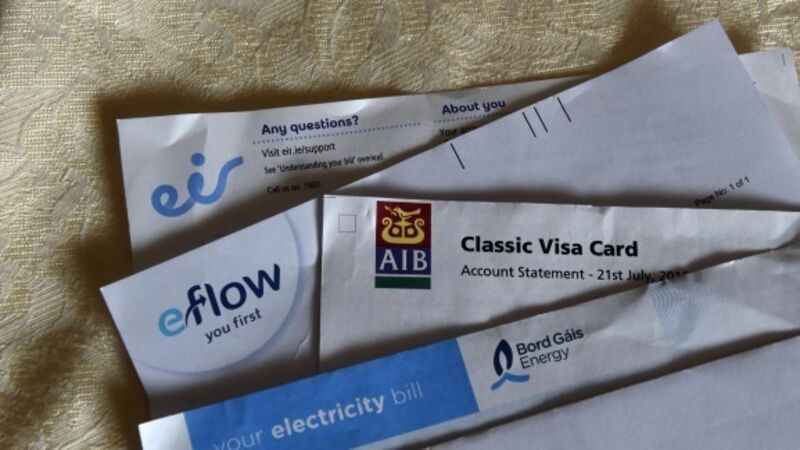 eir
Any questions?
Visit eir.ie/support
See 'Understanding your bill' overleaf.
Call us on 1901.
About you
Your
Page No: 1 of 1
eflow
you first
AIB
Classic Visa Card
Account Statement - 21st July,
Bord Gáis
Energy
your electricity bill